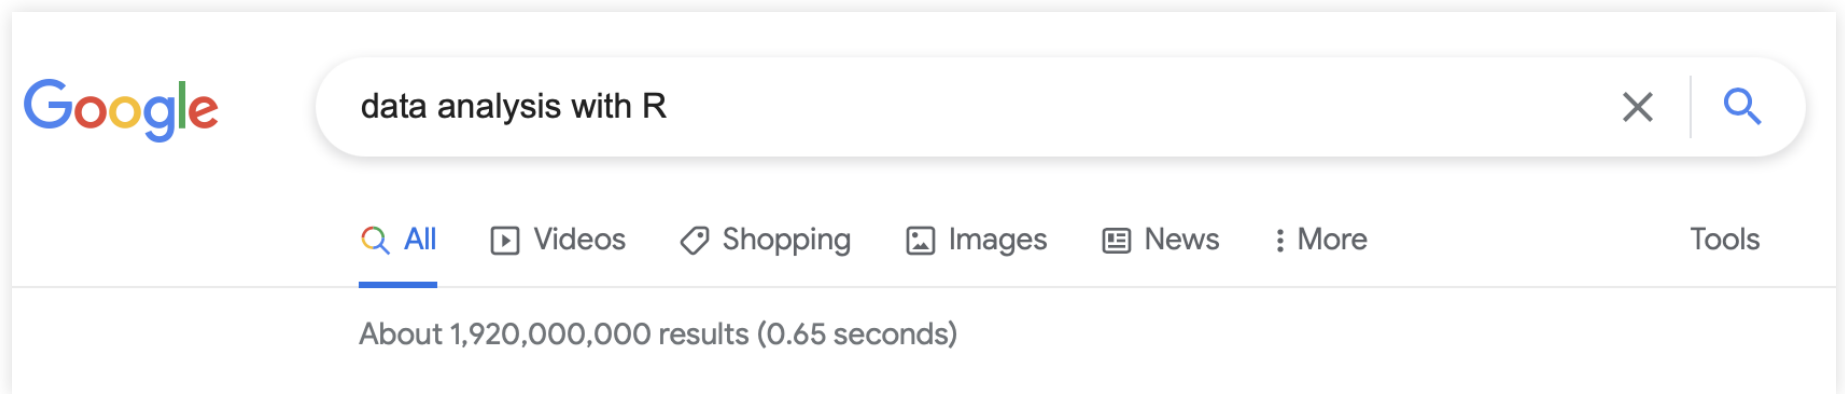 Google data analysis with R
All Videos Shopping Images News More Tools
About 1,920,000,000 results (0.65 seconds)